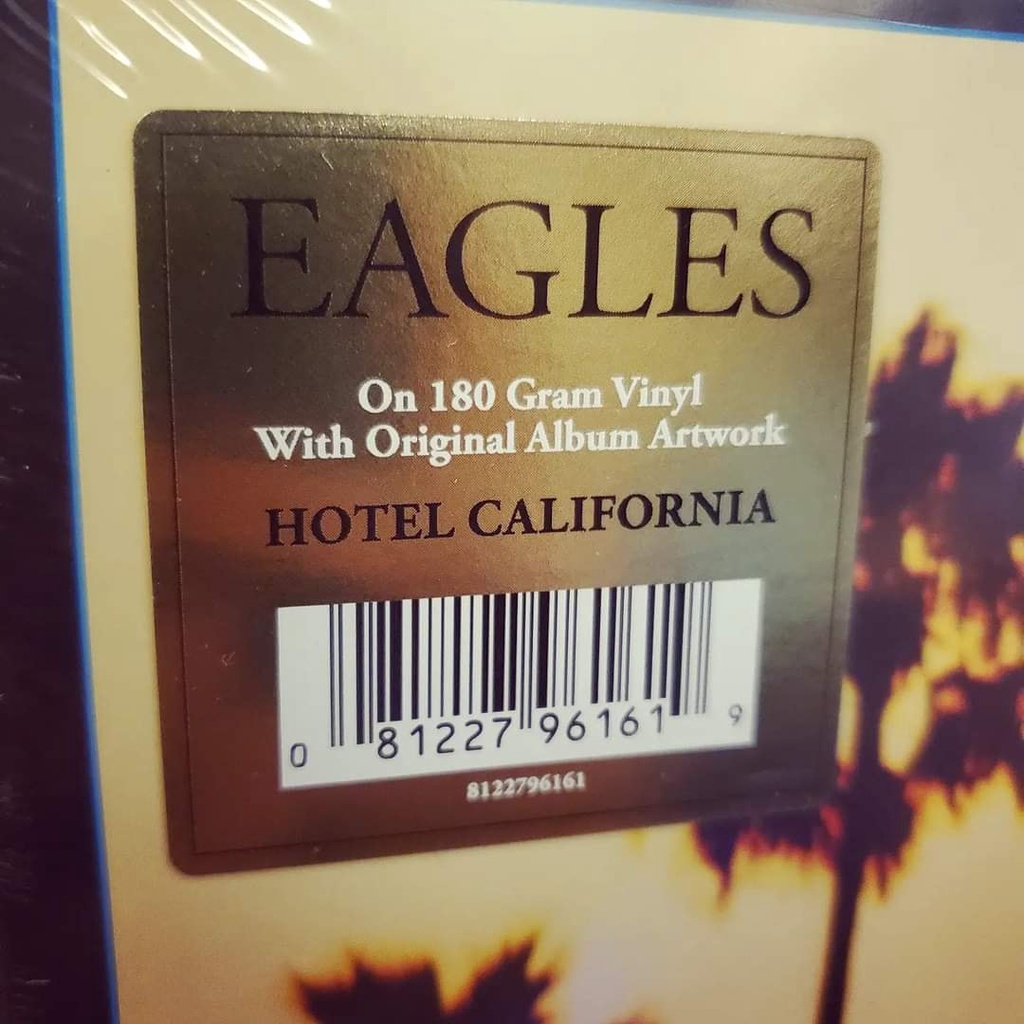 EAGLES
On 180 Gram Vinyl
With Original Album Artwork
HOTEL CALIFORNIA
0 81227 96161 9
8122796161